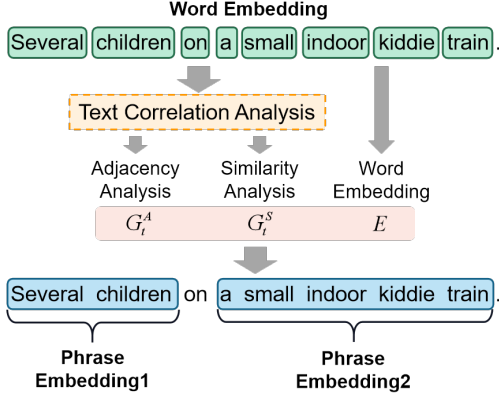 Word Embedding
Several children on a small indoor kiddie train.
Text Correlation Analysis
Adjacency Analysis
Similarity Analysis
Word Embedding
G_t^A
G_t^S
E
Several children on a small indoor kiddie train.
Phrase Embedding1
Phrase Embedding2